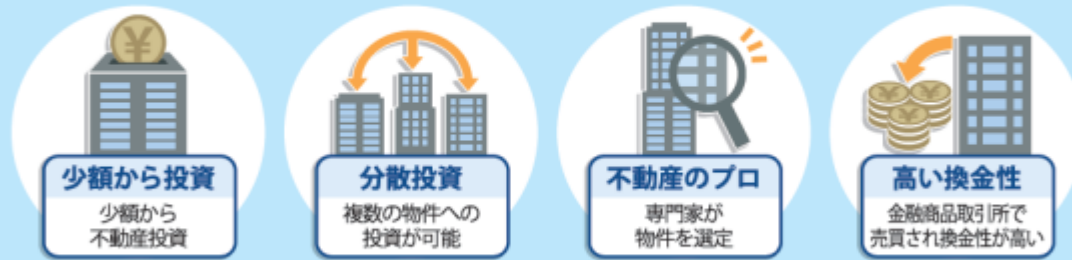 少額から投資
少額から
不動産投資
分散投資
複数の物件への
投資が可能
不動産のプロ
専門家が
物件を選定
高い換金性
金融商品取引所で
売買され換金性が高い